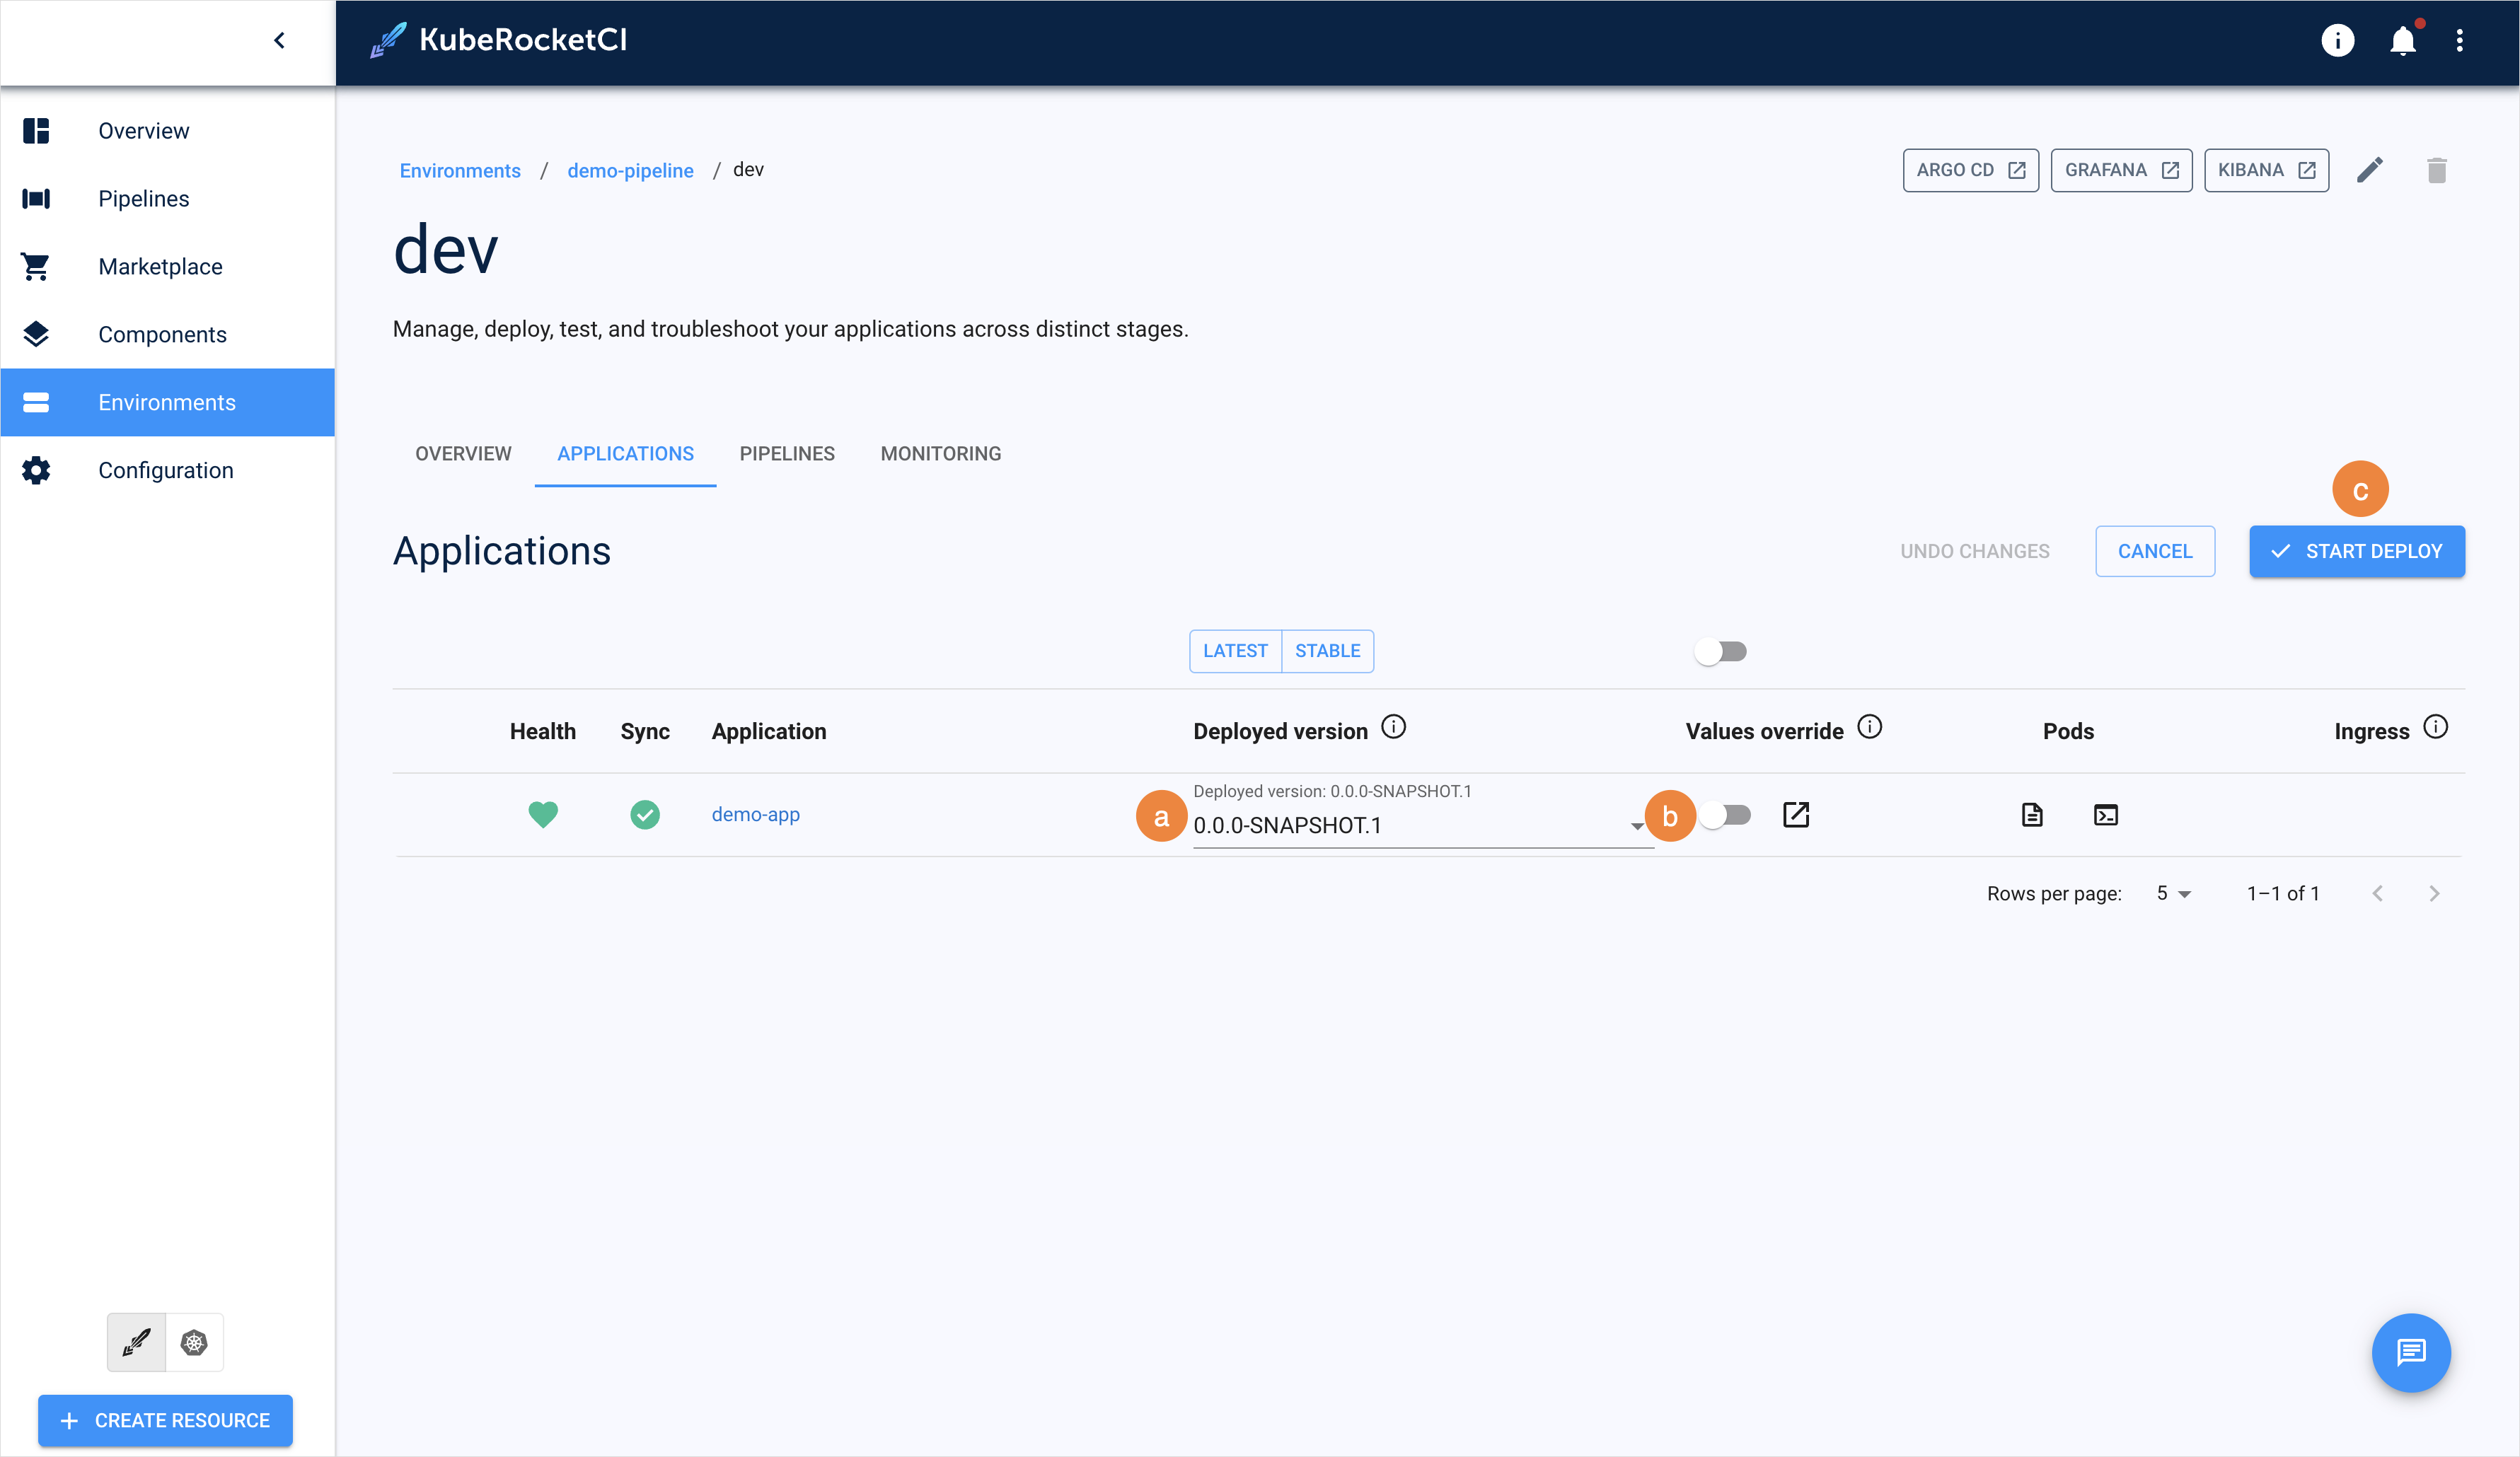 KubeRocketCI
Overview
Pipelines
Marketplace
Components
Environments
Configuration
CREATE RESOURCE
Environments / demo-pipeline / dev
ARGO CD
GRAFANA
KIBANA
dev
Manage, deploy, test, and troubleshoot your applications across distinct stages.
OVERVIEW
APPLICATIONS
PIPELINES
MONITORING
c
Applications
UNDO CHANGES
CANCEL
START DEPLOY
LATEST
STABLE
Health
Sync
Application
Deployed version
Values override
Pods
Ingress
demo-app
a
Deployed version: 0.0.0-SNAPSHOT.1
0.0.0-SNAPSHOT.1
b
Rows per page:
5
1–1 of 1